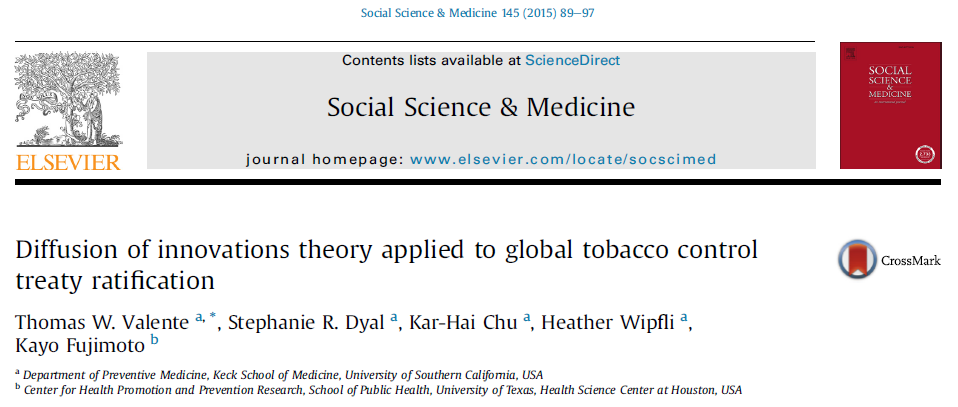 Social Science & Medicine 145 (2015) 89–97
Contents lists available at ScienceDirect
Social Science & Medicine
journal homepage: www.elsevier.com/locate/socscimed
ELSEVIER
SOCIAL
SCIENCE
&
MEDICINE
Diffusion of innovations theory applied to global tobacco control
treaty ratification
CrossMark
Thomas W. Valente a, *, Stephanie R. Dyal a, Kar-Hai Chu a, Heather Wipfli a,
Kayo Fujimoto b
a Department of Preventive Medicine, Keck School of Medicine, University of Southern California, USA
b Center for Health Promotion and Prevention Research, School of Public Health, University of Texas, Health Science Center at Houston, USA